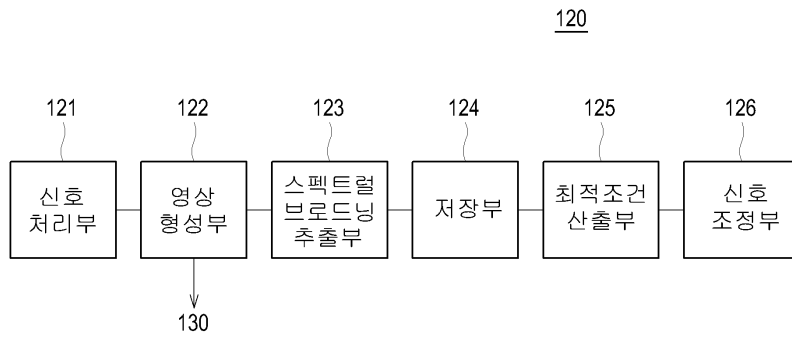 120
121
122
123
124
125
126
신호
처리부
영상
형성부
스펙트럴
브로드닝
추출부
저장부
최적조건
산출부
신호
조정부
130